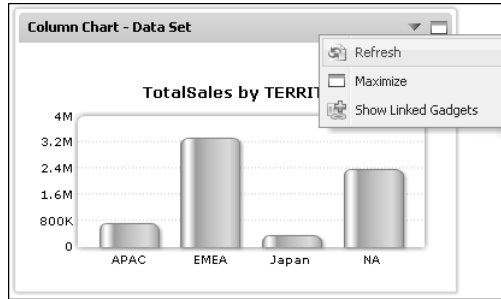 Column Chart - Data Set
Refresh
Maximize
Show Linked Gadgets
TotalSales by TERRIT
4M
3.2M
2.4M
1.6M
800K
0
APAC
EMEA
Japan
NA